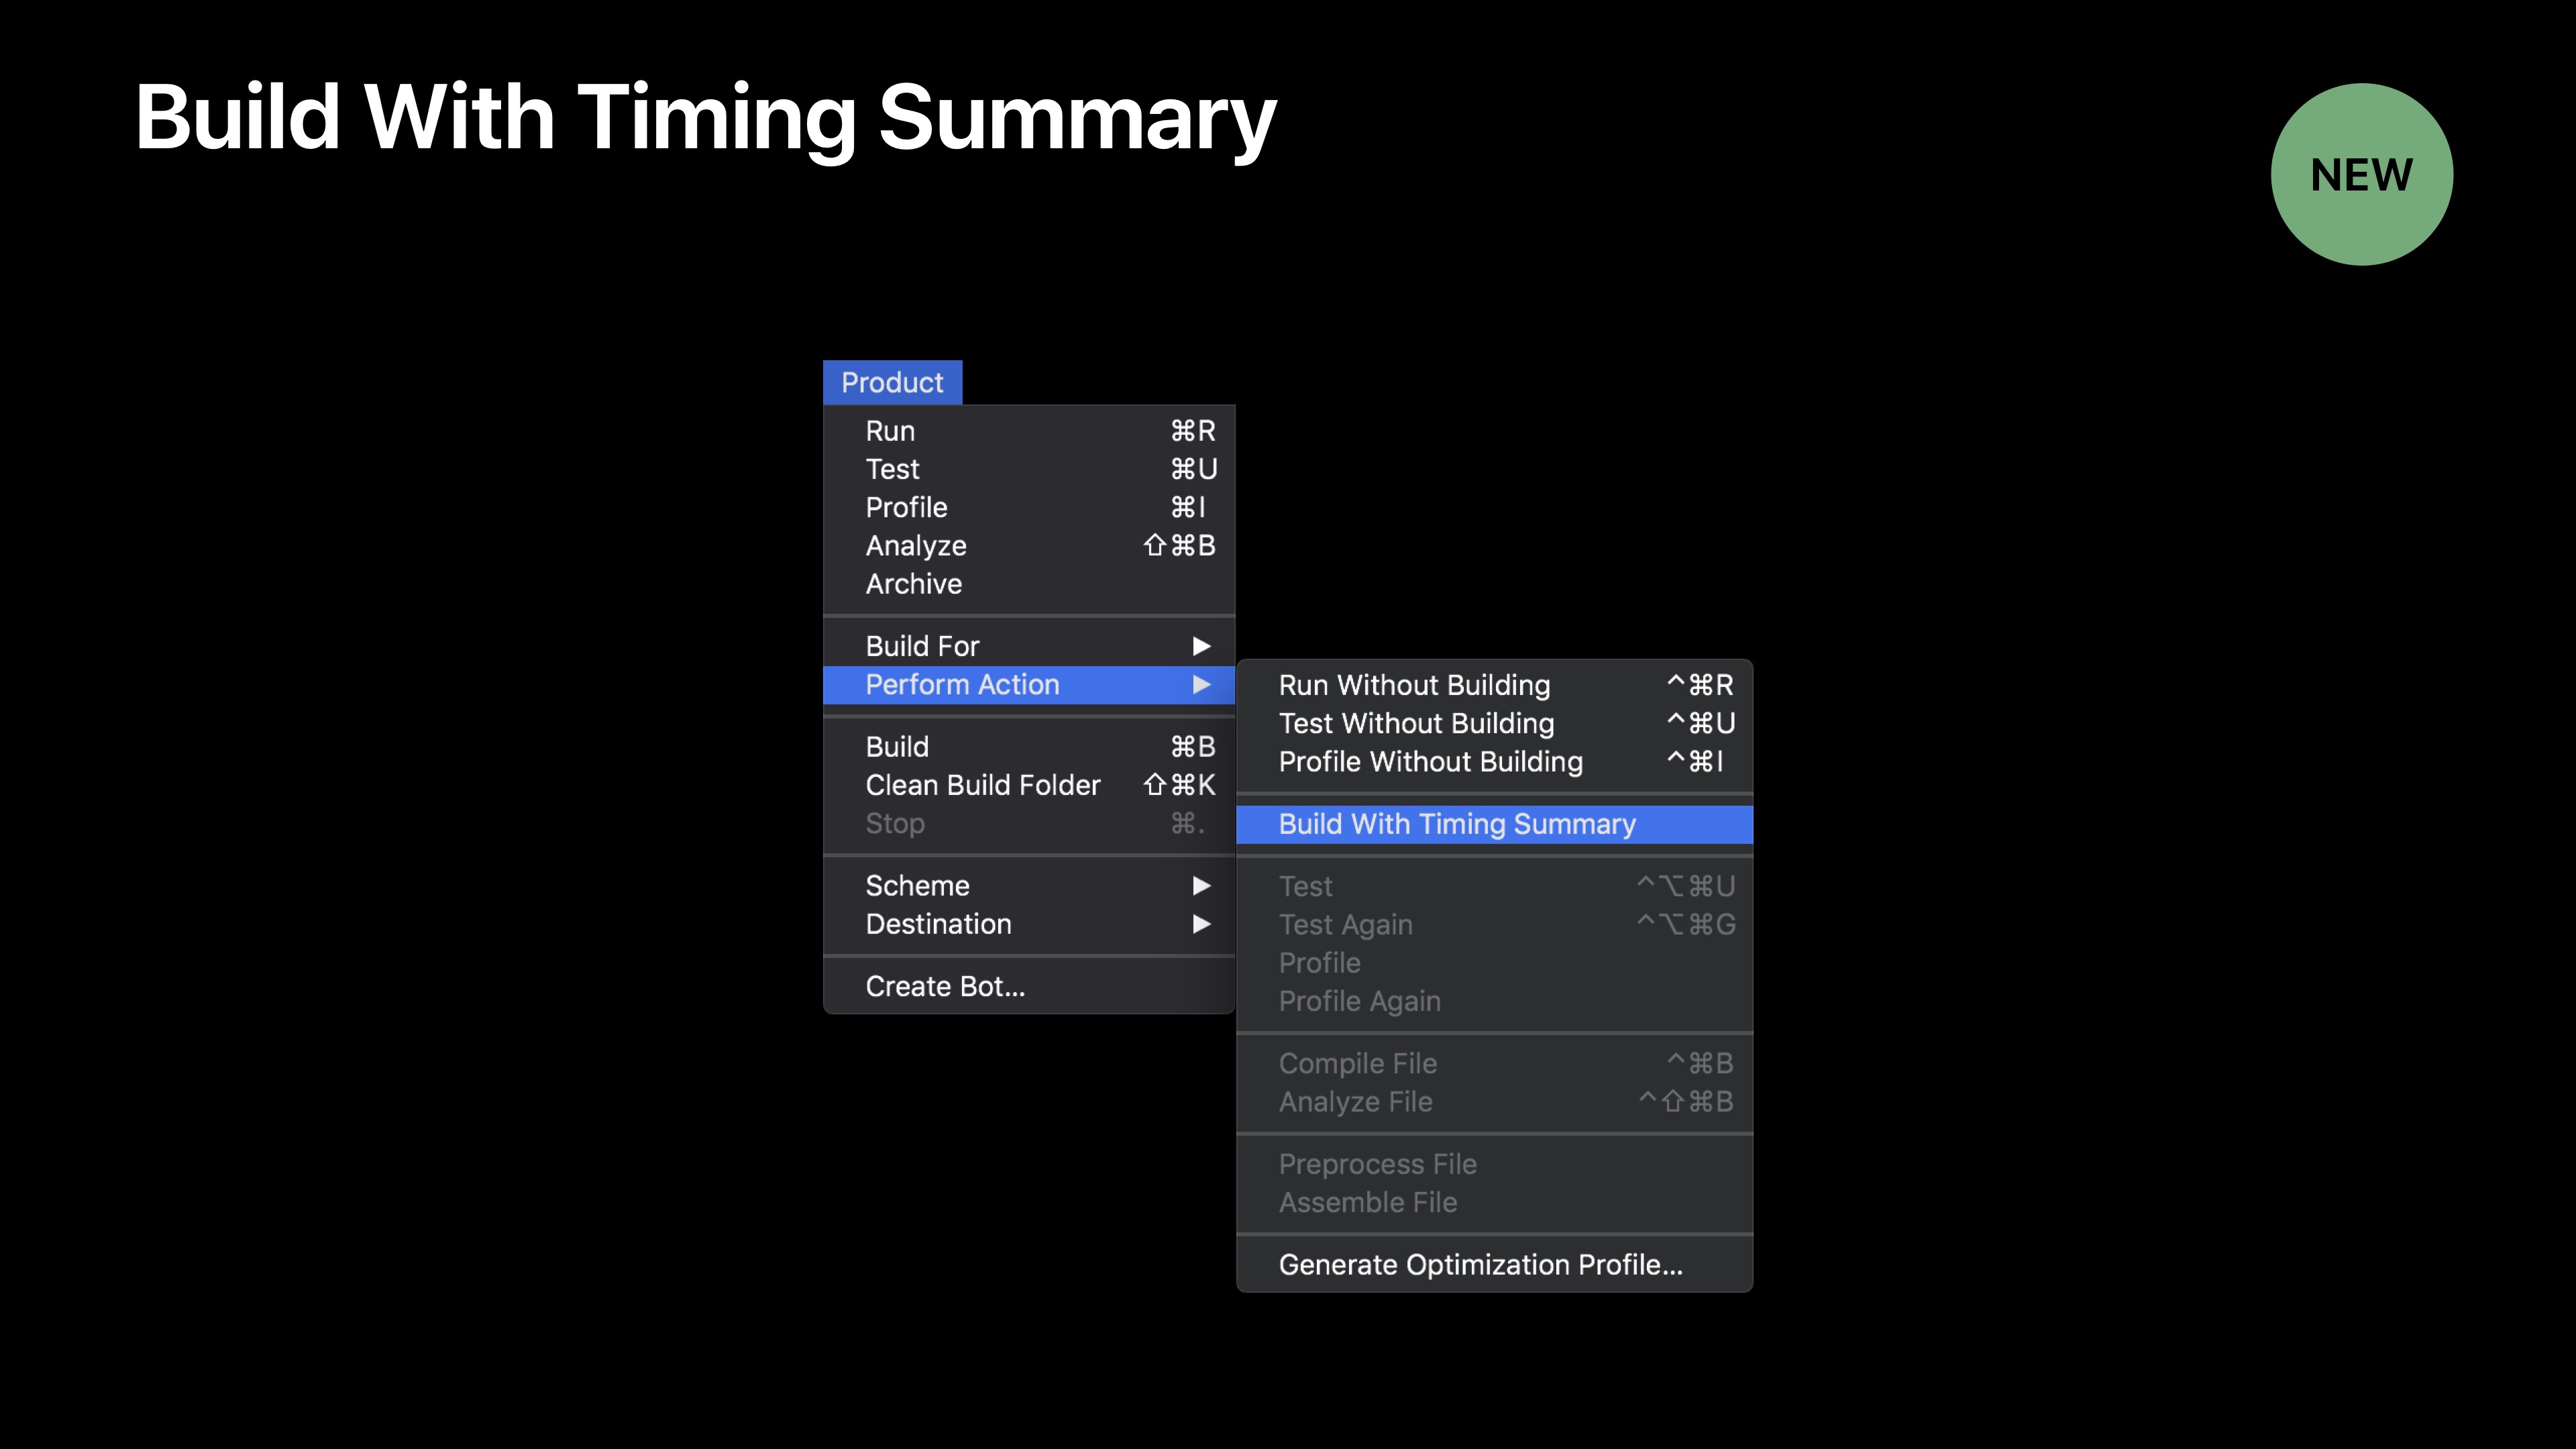 Build With Timing Summary
NEW
Product
Run ⌘R
Test ⌘U
Profile ⌘I
Analyze ⇧⌘B
Archive
Build For ▶
Perform Action ▶
Build ⌘B
Clean Build Folder ⇧⌘K
Stop ⌘.
Scheme ▶
Destination ▶
Create Bot...
Run Without Building ^⌘R
Test Without Building ^⌘U
Profile Without Building ^⌘I
Build With Timing Summary
Test ^⌥⌘U
Test Again ^⌥⌘G
Profile
Profile Again
Compile File ^⌘B
Analyze File ^⇧⌘B
Preprocess File
Assemble File
Generate Optimization Profile...